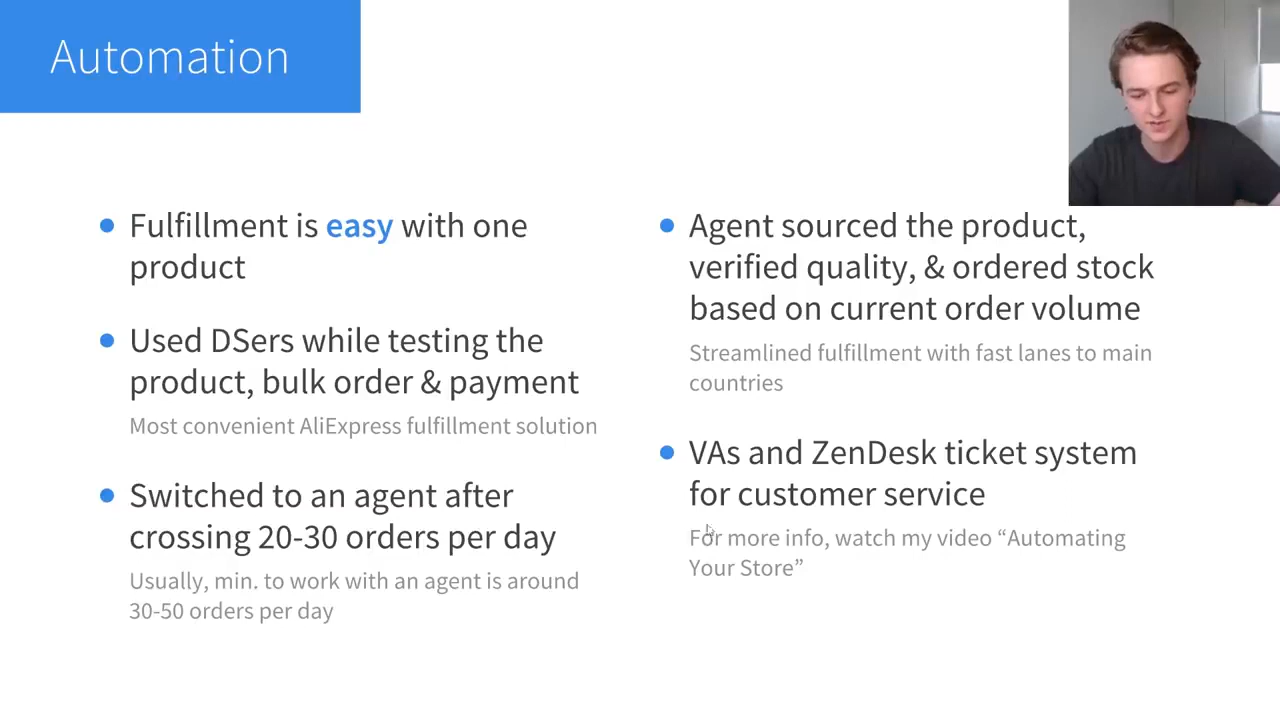 Automation
Fulfillment is easy with one
product
Used DSers while testing the
product, bulk order & payment
Most convenient AliExpress fulfillment solution
Switched to an agent after
crossing 20-30 orders per day
Usually, min. to work with an agent is around
30-50 orders per day
Agent sourced the product,
verified quality, & ordered stock
based on current order volume
Streamlined fulfillment with fast lanes to main
countries
VAs and ZenDesk ticket system
for customer service
For more info, watch my video “Automating
Your Store”